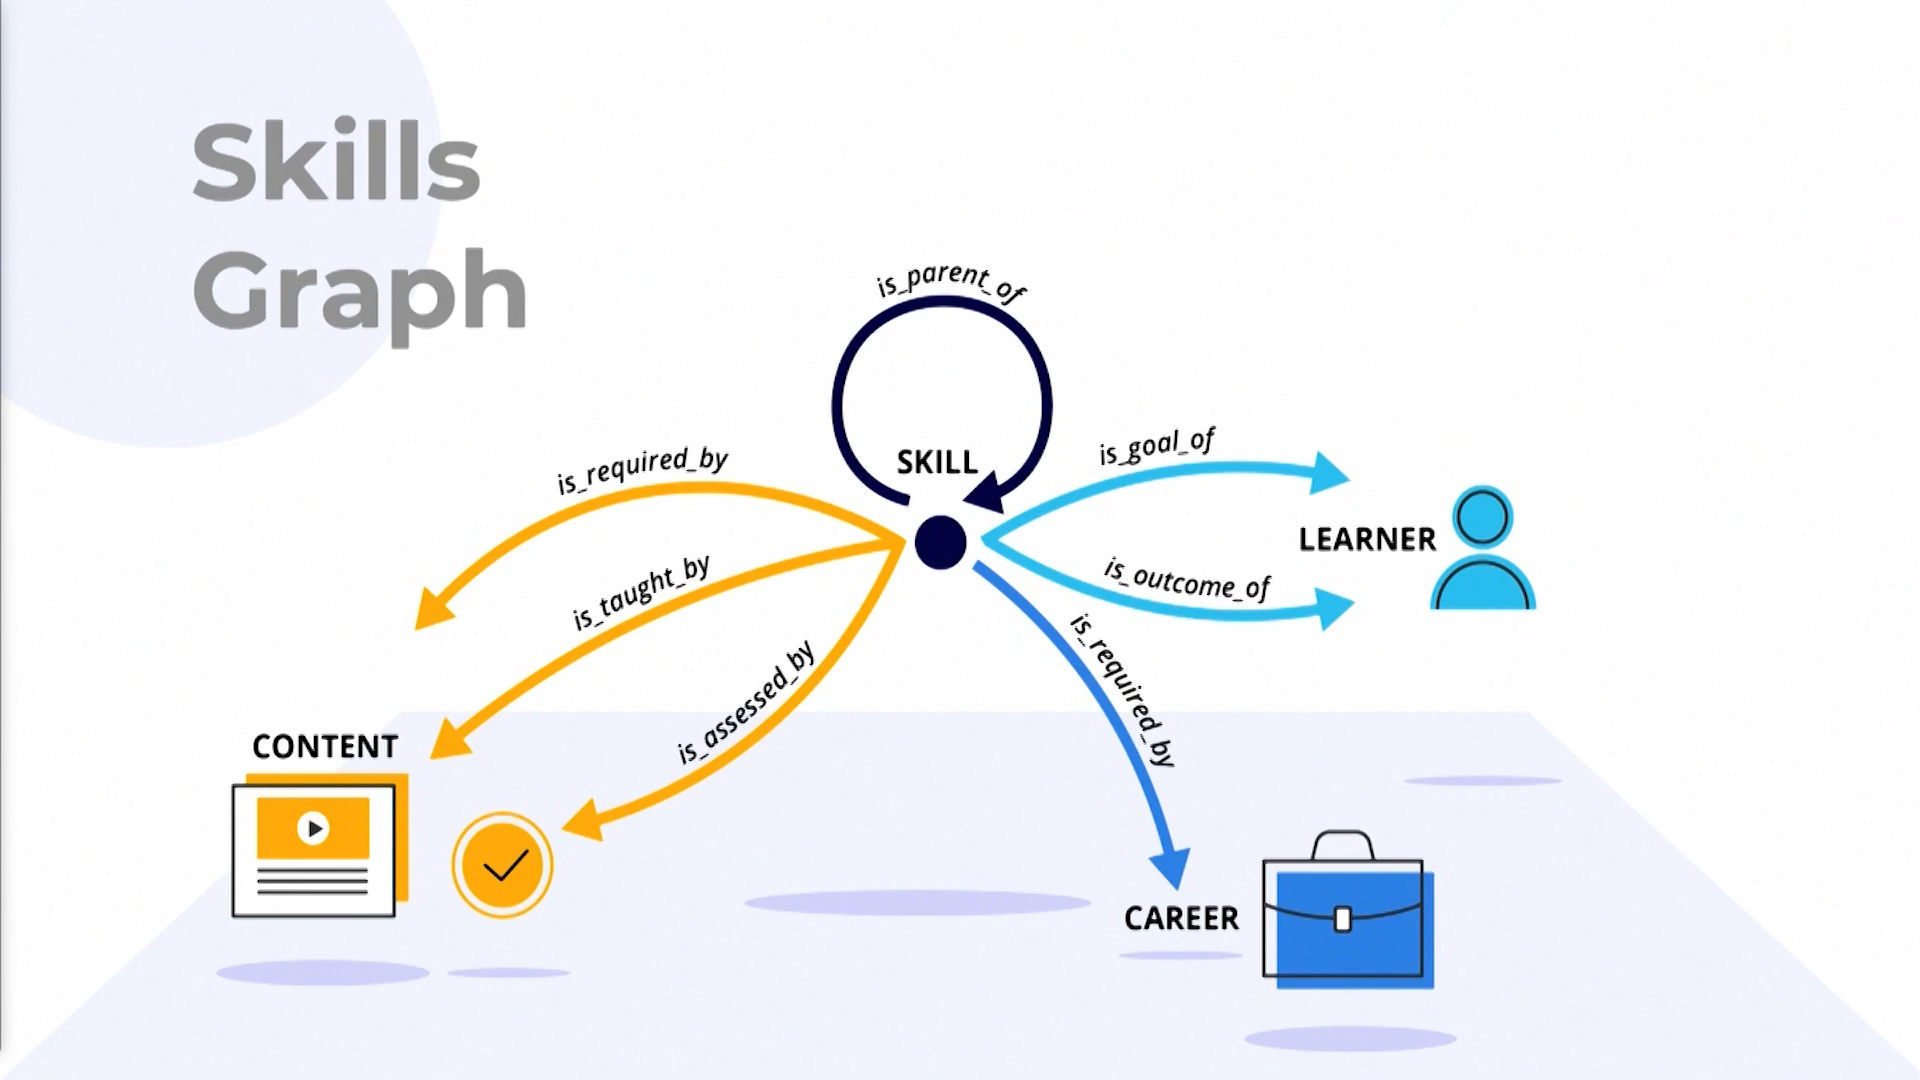 Skills
Graph
is_parent_of
SKILL
is_required_by
is_taught_by
is_assessed_by
is_goal_of
is_outcome_of
is_required_by
LEARNER
CONTENT
CAREER